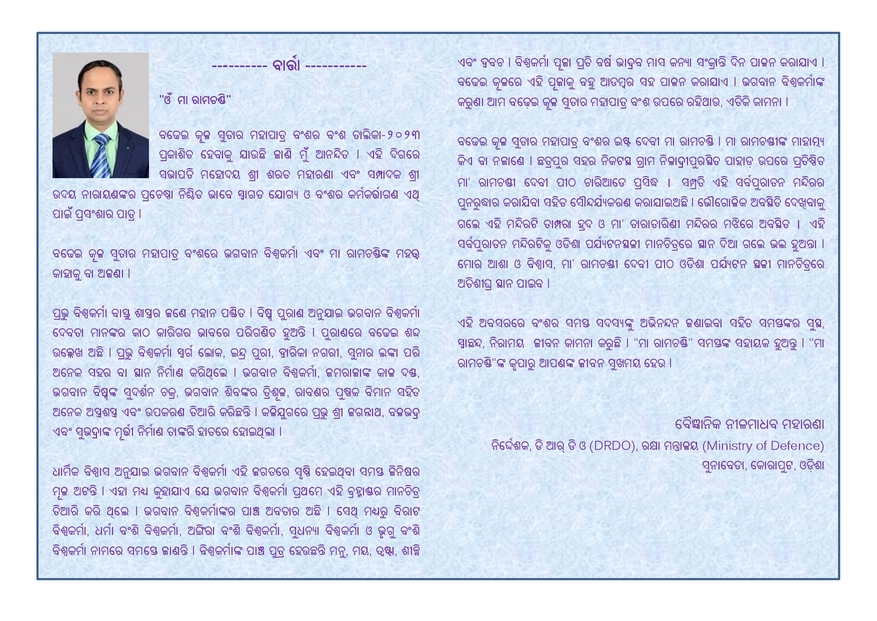 ---------- ବାର୍ତ୍ତା -----------
"ଓଁ ମା ରାମଚଣ୍ଡି"
ବଢେଇ କୂଳ ସୁତାର ମହାପାତ୍ର ବଂଶର ବଂଶ ତାଲିକା-୨୦୨୩
ପ୍ରକାଶିତ ହେବାକୁ ଯାଉଛି ଜାଣି ମୁଁ ଆନନ୍ଦିତ । ଏହି ଦିଗରେ
ସଭାପତି ମହୋଦୟ ଶ୍ରୀ ଶରତ ମହାରଣା ଏବଂ ସମ୍ପାଦକ ଶ୍ରୀ
ଉଦୟ ନାରାୟଣଙ୍କର ପ୍ରଚେଷ୍ଟା ନିଶ୍ଚିତ ଭାବେ ସ୍ୱାଗତ ଯୋଗ୍ୟ ଓ ବଂଶର କର୍ମକର୍ତ୍ତାଗଣ ଏଥି
ପାଇଁ ପ୍ରସଂଶାର ପାତ୍ର ।
ବଢେଇ କୂଳ ସୁତାର ମହାପାତ୍ର ବଂଶରେ ଭଗବାନ ବିଶ୍ୱକର୍ମା ଏବଂ ମା ରାମଚଣ୍ଡିଙ୍କ ମହତ୍ତ୍ୱ
କାହାକୁ ବା ଅଜଣା ।
ପ୍ରଭୁ ବିଶ୍ୱକର୍ମା ବାସ୍ତୁ ଶାସ୍ତ୍ରର ଜଣେ ମହାନ ପଣ୍ଡିତ । ବିଷ୍ଣୁ ପୁରାଣ ଅନୁଯାଇ ଭଗବାନ ବିଶ୍ୱକର୍ମା
ଦେବତା ମାନଙ୍କର କାଠ କାରିଗର ଭାବରେ ପରିଗଣିତ ହୁଅନ୍ତି । ପୁରାଣରେ ବଢେଇ ଶବ୍ଦ
ଉଲ୍ଲେଖ ଅଛି । ପ୍ରଭୁ ବିଶ୍ୱକର୍ମା ସ୍ୱର୍ଗ ଲୋକ, ଇନ୍ଦ୍ର ପୁରୀ, ଦ୍ୱାରିକା ନଗରୀ, ସୁନାର ଲଙ୍କା ପରି
ଅନେକ ସହର ବା ସ୍ଥାନ ନିର୍ମାଣ କରିଥିଲେ । ଭଗବାନ ବିଶ୍ୱକର୍ମା, ଜମରାଜାଙ୍କ କାଳ ଦଣ୍ଡ,
ଭଗବାନ ବିଷ୍ଣୁଙ୍କ ସୁଦର୍ଶନ ଚକ୍ର, ଭଗବାନ ଶିବଙ୍କର ତ୍ରିଶୂଳ, ରାବଣର ପୁଷ୍ପକ ବିମାନ ସହିତ
ଅନେକ ଅସ୍ତ୍ରଶସ୍ତ୍ର ଏବଂ ଉପକରଣ ତିଆରି କରିଛନ୍ତି । କଳିଯୁଗରେ ପ୍ରଭୁ ଶ୍ରୀ ଜଗନ୍ନାଥ, ବଳଭଦ୍ର
ଏବଂ ସୁଭଦ୍ରାଙ୍କ ମୂର୍ତ୍ତୀ ନିର୍ମାଣ ତାଙ୍କରି ହାତରେ ହୋଇଥିଲା ।
ଧାର୍ମିକ ବିଶ୍ୱାସ ଅନୁଯାଇ ଭଗବାନ ବିଶ୍ୱକର୍ମା ଏହି ଜଗତରେ ସୃଷ୍ଟି ହେଇଥିବା ସମସ୍ତ ଜିନିଷର
ମୂଳ ଅଟନ୍ତି । ଏହା ମଧ୍ୟ କୁହାଯାଏ ଯେ ଭଗବାନ ବିଶ୍ୱକର୍ମା ପ୍ରଥମେ ଏହି ବ୍ରହ୍ମାଣ୍ଡର ମାନଚିତ୍ର
ତିଆରି କରି ଥିଲେ । ଭଗବାନ ବିଶ୍ୱକର୍ମାଙ୍କର ପାଞ୍ଚ ଅବତାର ଅଛି । ସେଥି ମଧ୍ୟରୁ ବିରାଟ
ବିଶ୍ୱକର୍ମା, ଧର୍ମା ବଂଶି ବିଶ୍ୱକର୍ମା, ଅଙ୍ଗିରା ବଂଶି ବିଶ୍ୱକର୍ମା, ସୁଧନ୍ୟା ବିଶ୍ୱକର୍ମା ଓ ଭୃଗୁ ବଂଶି
ବିଶ୍ୱକର୍ମା ନାମରେ ସମସ୍ତେ ଜାଣନ୍ତି । ବିଶ୍ୱକର୍ମାଙ୍କ ପାଞ୍ଚ ପୁତ୍ର ହେଉଛନ୍ତି ମନୁ, ମୟ, ତ୍ୱଷ୍ଟା, ଶୀଳ୍ପି
ଏବଂ ଦ୍ରବଚ । ବିଶ୍ୱକର୍ମା ପୂଜା ପ୍ରତି ବର୍ଷ ଭାଦ୍ରବ ମାସ କନ୍ୟା ସଂକ୍ରାନ୍ତି ଦିନ ପାଳନ କରାଯାଏ ।
ବଢେଇ କୂଳରେ ଏହି ପୂଜାକୁ ବହୁ ଆଡମ୍ବର ସହ ପାଳନ କରାଯାଏ । ଭଗବାନ ବିଶ୍ୱକର୍ମାଙ୍କ
କରୁଣା ଆମ ବଢେଇ କୂଳ ସୁତାର ମହାପାତ୍ର ବଂଶ ଉପରେ ରହିଥାଉ, ଏତିକି କାମନା ।
ବଢେଇ କୂଳ ସୁତାର ମହାପାତ୍ର ବଂଶର ଇଷ୍ଟ ଦେବୀ ମା ରାମଚଣ୍ଡି । ମା ରାମଚଣ୍ଡୀଙ୍କ ମାହାତ୍ମ୍ୟ
କିଏ ବା ନଜାଣେ । ଛତ୍ରପୁର ସହର ନିକଟସ୍ଥ ଗ୍ରାମ ନିଳାଦ୍ରୀପୁରସ୍ଥିତ ପାହାଡ଼ ଉପରେ ପ୍ରତିଷ୍ଠିତ
ମା' ରାମଚଣ୍ଡୀ ଦେବୀ ପୀଠ ଚାରିଆଡେ ପ୍ରସିଦ୍ଧ । ସମ୍ପ୍ରତି ଏହି ସର୍ବପୁରାତନ ମନ୍ଦିରର
ପୁନରୁଦ୍ଧାର କରାଯିବା ସହିତ ସୌନ୍ଦର୍ଯ୍ୟକରଣ କରାଯାଇଅଛି । ଭୌଗୋଳିକ ଅବସ୍ଥିତି ଦେଖିବାକୁ
ଗଲେ ଏହି ମନ୍ଦିରଟି ତାମ୍ପରା ହ୍ରଦ ଓ ମା' ତାରାତାରିଣୀ ମନ୍ଦିରର ମଝିରେ ଅବସ୍ଥିତ । ଏହି
ସର୍ବପୁରାତନ ମନ୍ଦିରଟିକୁ ଓଡିଶା ପର୍ଯ୍ୟଟନସ୍ଥଳୀ ମାନଚିତ୍ରରେ ସ୍ଥାନ ଦିଆ ଗଲେ ଭଲ ହୁଅନ୍ତା ।
ମୋର ଆଶା ଓ ବିଶ୍ୱାସ, ମା' ରାମଚଣ୍ଡୀ ଦେବୀ ପୀଠ ଓଡିଶା ପର୍ଯ୍ୟଟନ ସ୍ଥଳୀ ମାନଚିତ୍ରରେ
ଅତିଶୀଘ୍ର ସ୍ଥାନ ପାଇବ ।
ଏହି ଅବସରରେ ବଂଶର ସମସ୍ତ ସଦସ୍ୟଙ୍କୁ ଅଭିନନ୍ଦନ ଜଣାଇବା ସହିତ ସମସ୍ତଙ୍କର ସୁସ୍ଥ,
ସ୍ୱାଛନ୍ଦ, ନିରାମୟ ଜୀବନ କାମନା କରୁଛି । "ମା ରାମଚଣ୍ଡି" ସମସ୍ତଙ୍କ ସହାୟକ ହୁଅନ୍ତୁ । "ମା
ରାମଚଣ୍ଡି"ଙ୍କ କୃପାରୁ ଆପଣଙ୍କ ଜୀବନ ସୁଖମୟ ହେଉ ।
ବୈଜ୍ଞାନିକ ନୀଳମାଧବ ମହାରଣା
ନିର୍ଦ୍ଦେଶକ, ଡି ଆର୍ ଡି ଓ (DRDO), ରକ୍ଷା ମନ୍ତ୍ରାଳୟ (Ministry of Defence)
ସୁନାବେଡା, କୋରାପୁଟ, ଓଡ଼ିଶା